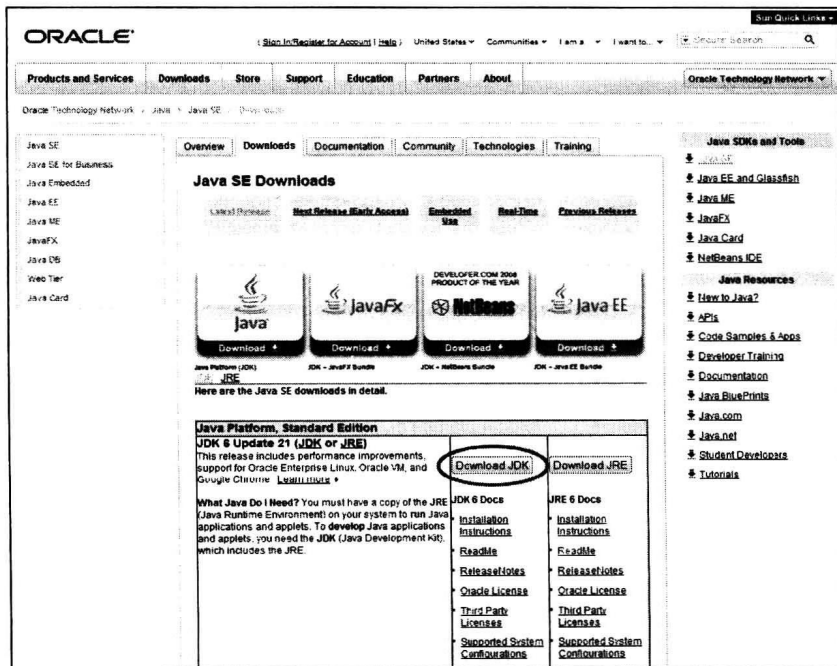 Sun Quick Links
ORACLE
( Sign In/Register for Account | Help ) United States Communities I am a I want to... Secure Search
Products and Services Downloads Store Support Education Partners About Oracle Technology Network
Oracle Technology Network Java Java SE Downloads
Java SE
Java SE for Business
Java Embedded
Java EE
Java ME
JavaFX
Java DB
Web Tier
Java Card
Overview Downloads Documentation Community Technologies Training
Java SE Downloads
Latest Release Next Release (Early Access) Embedded Use Real-Time Previous Releases
Java
Download
JavaFX
Download
DEVELOPER.COM 2008
PRODUCT OF THE YEAR
NetBeans
Download
Java EE
Download
Java Platform (JDK) JDK + JavaFX Bundle JDK + NetBeans Bundle JDK + Java EE Bundle
JDK JRE
Here are the Java SE downloads in detail.
Java Platform, Standard Edition
JDK 6 Update 21 (JDK or JRE)
This release includes performance improvements,
support for Oracle Enterprise Linux, Oracle VM, and
Google Chrome. Learn more
What Java Do I Need? You must have a copy of the JRE
(Java Runtime Environment) on your system to run Java
applications and applets. To develop Java applications
and applets, you need the JDK (Java Development Kit),
which includes the JRE.
Download JDK
JDK 6 Docs
Installation
Instructions
ReadMe
ReleaseNotes
Oracle License
Third Party
Licenses
Supported System
Configurations
Download JRE
JRE 6 Docs
Installation
Instructions
ReadMe
ReleaseNotes
Oracle License
Third Party
Licenses
Supported System
Configurations
Java SDKs and Tools
Java SE
Java EE and Glassfish
Java ME
JavaFX
Java Card
NetBeans IDE
Java Resources
New to Java?
APIs
Code Samples & Apps
Developer Training
Documentation
Java BluePrints
Java.com
Java.net
Student Developers
Tutorials